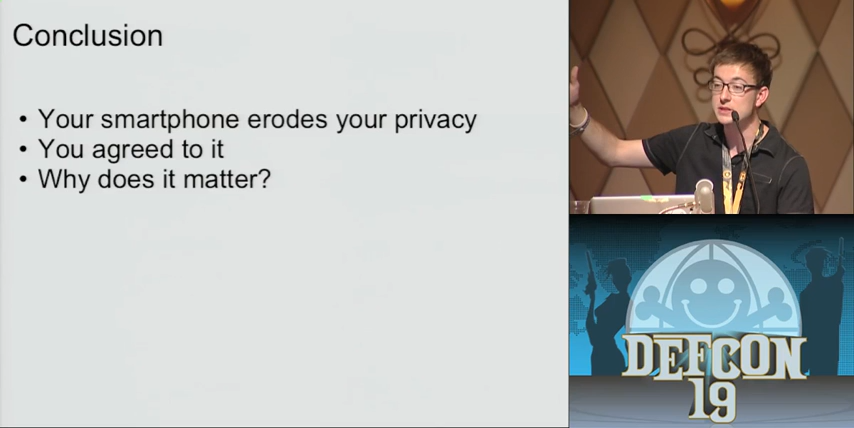 Conclusion
• Your smartphone erodes your privacy
• You agreed to it
• Why does it matter?
DEFCON
19